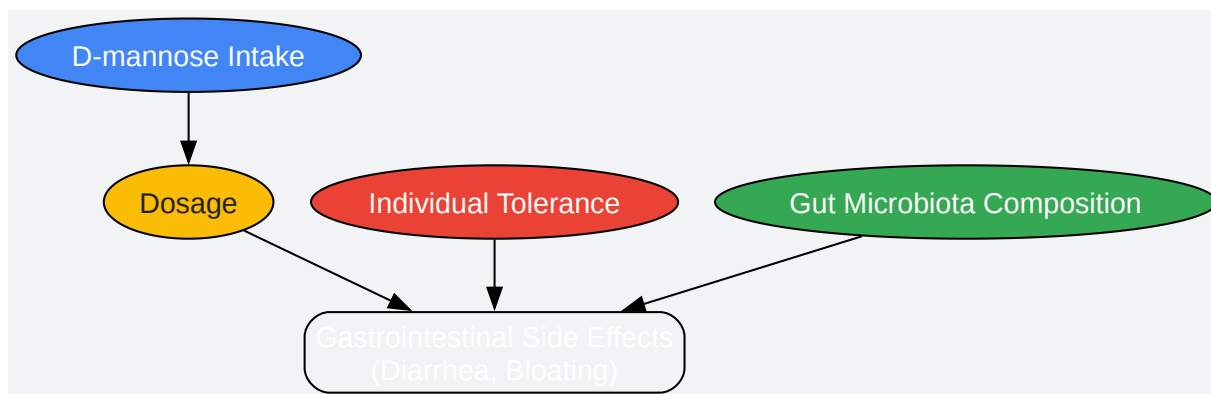 D-mannose Intake
Dosage
Individual Tolerance
Gut Microbiota Composition
Gastrointestinal Side Effects
(Diarrhea, Bloating)